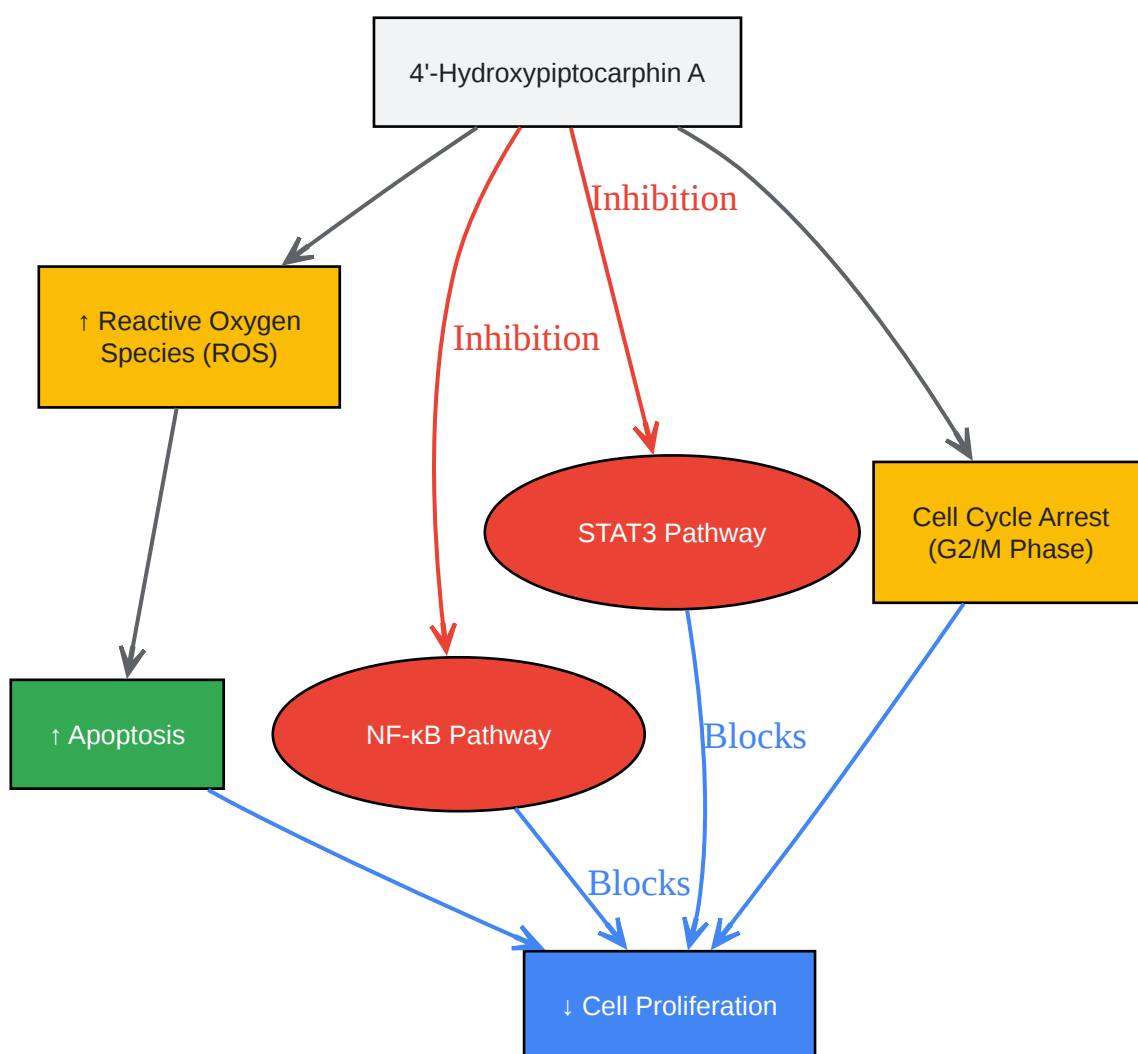 4'-Hydroxypiptocarphin A
Inhibition
↑ Reactive Oxygen
Species (ROS)
Inhibition
STAT3 Pathway
Cell Cycle Arrest
(G2/M Phase)
↑ Apoptosis
NF-κB Pathway
Blocks
Blocks
↓ Cell Proliferation